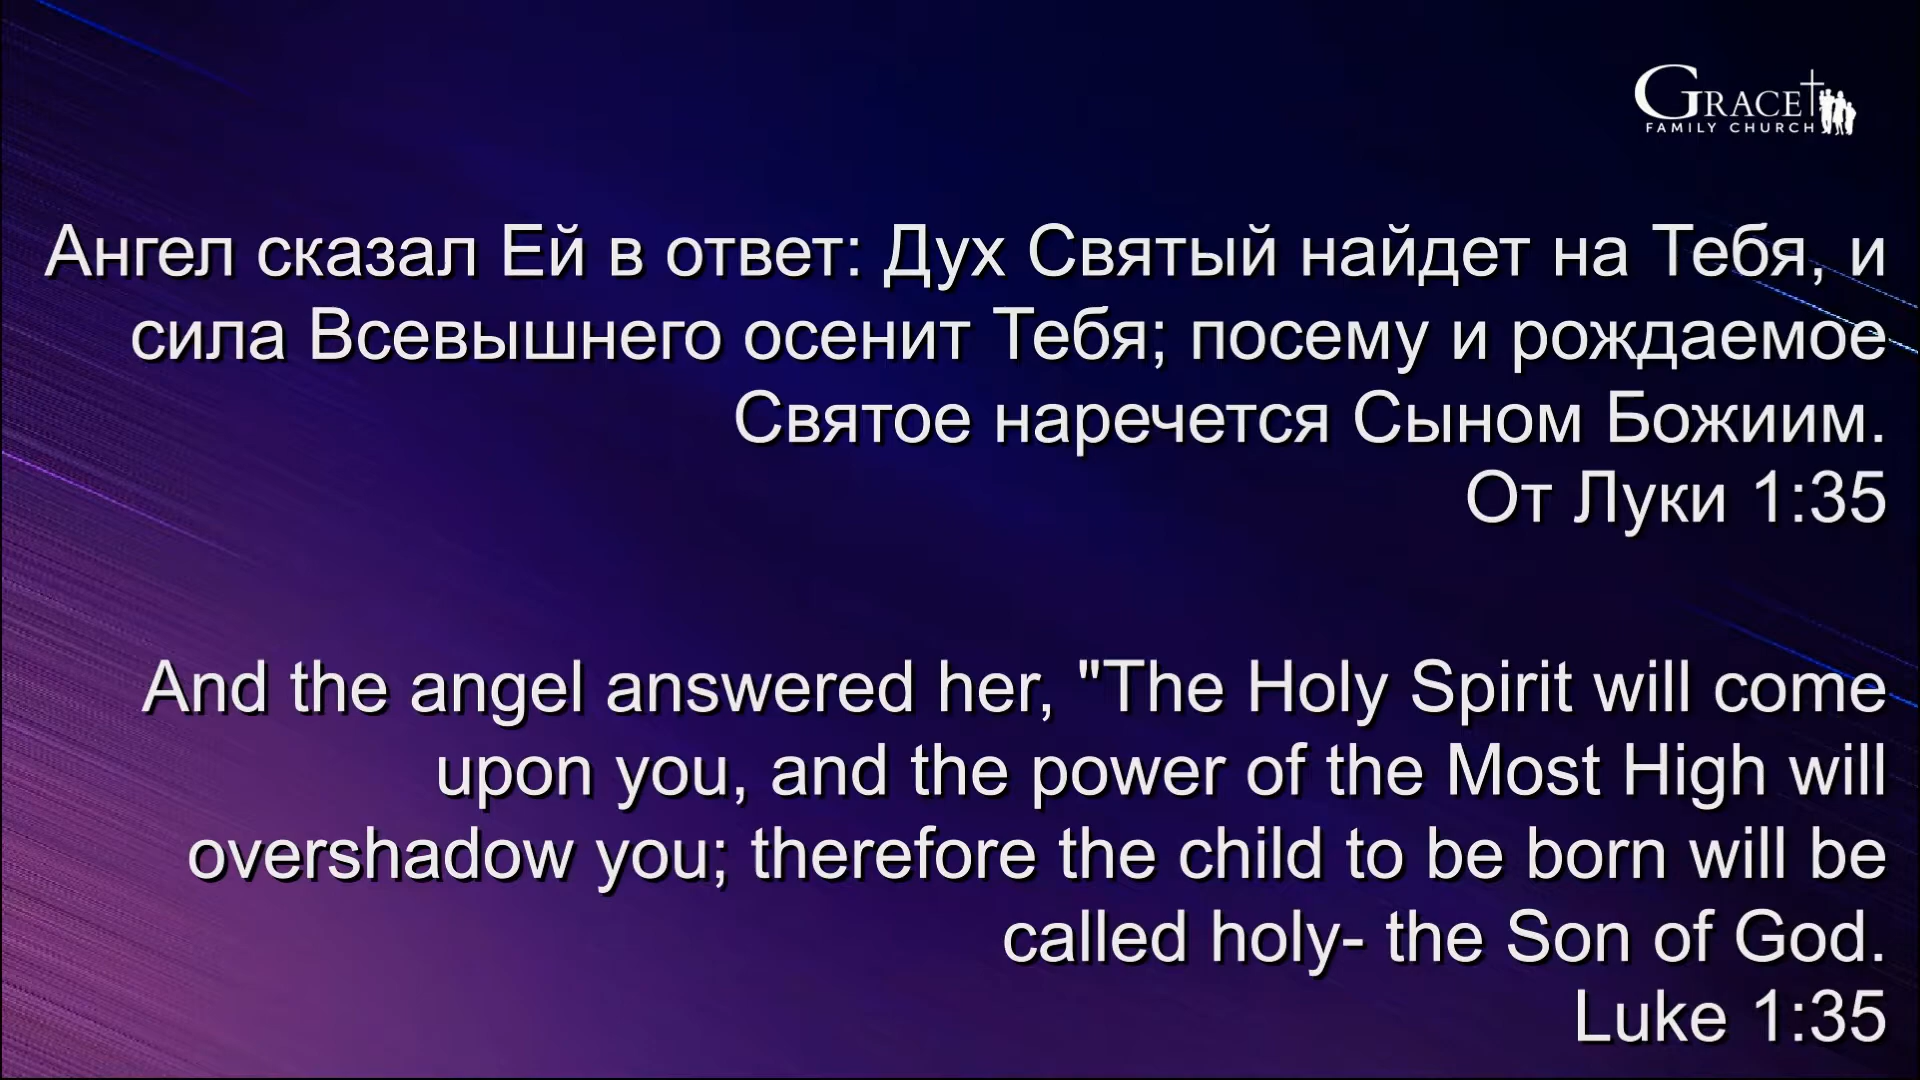 GRACE
FAMILY CHURCH
Ангел сказал Ей в ответ: Дух Святый найдет на Тебя, и
сила Всевышнего осенит Тебя; посему и рождаемое
Святое наречется Сыном Божиим.
От Луки 1:35
And the angel answered her, "The Holy Spirit will come
upon you, and the power of the Most High will
overshadow you; therefore the child to be born will be
called holy- the Son of God.
Luke 1:35